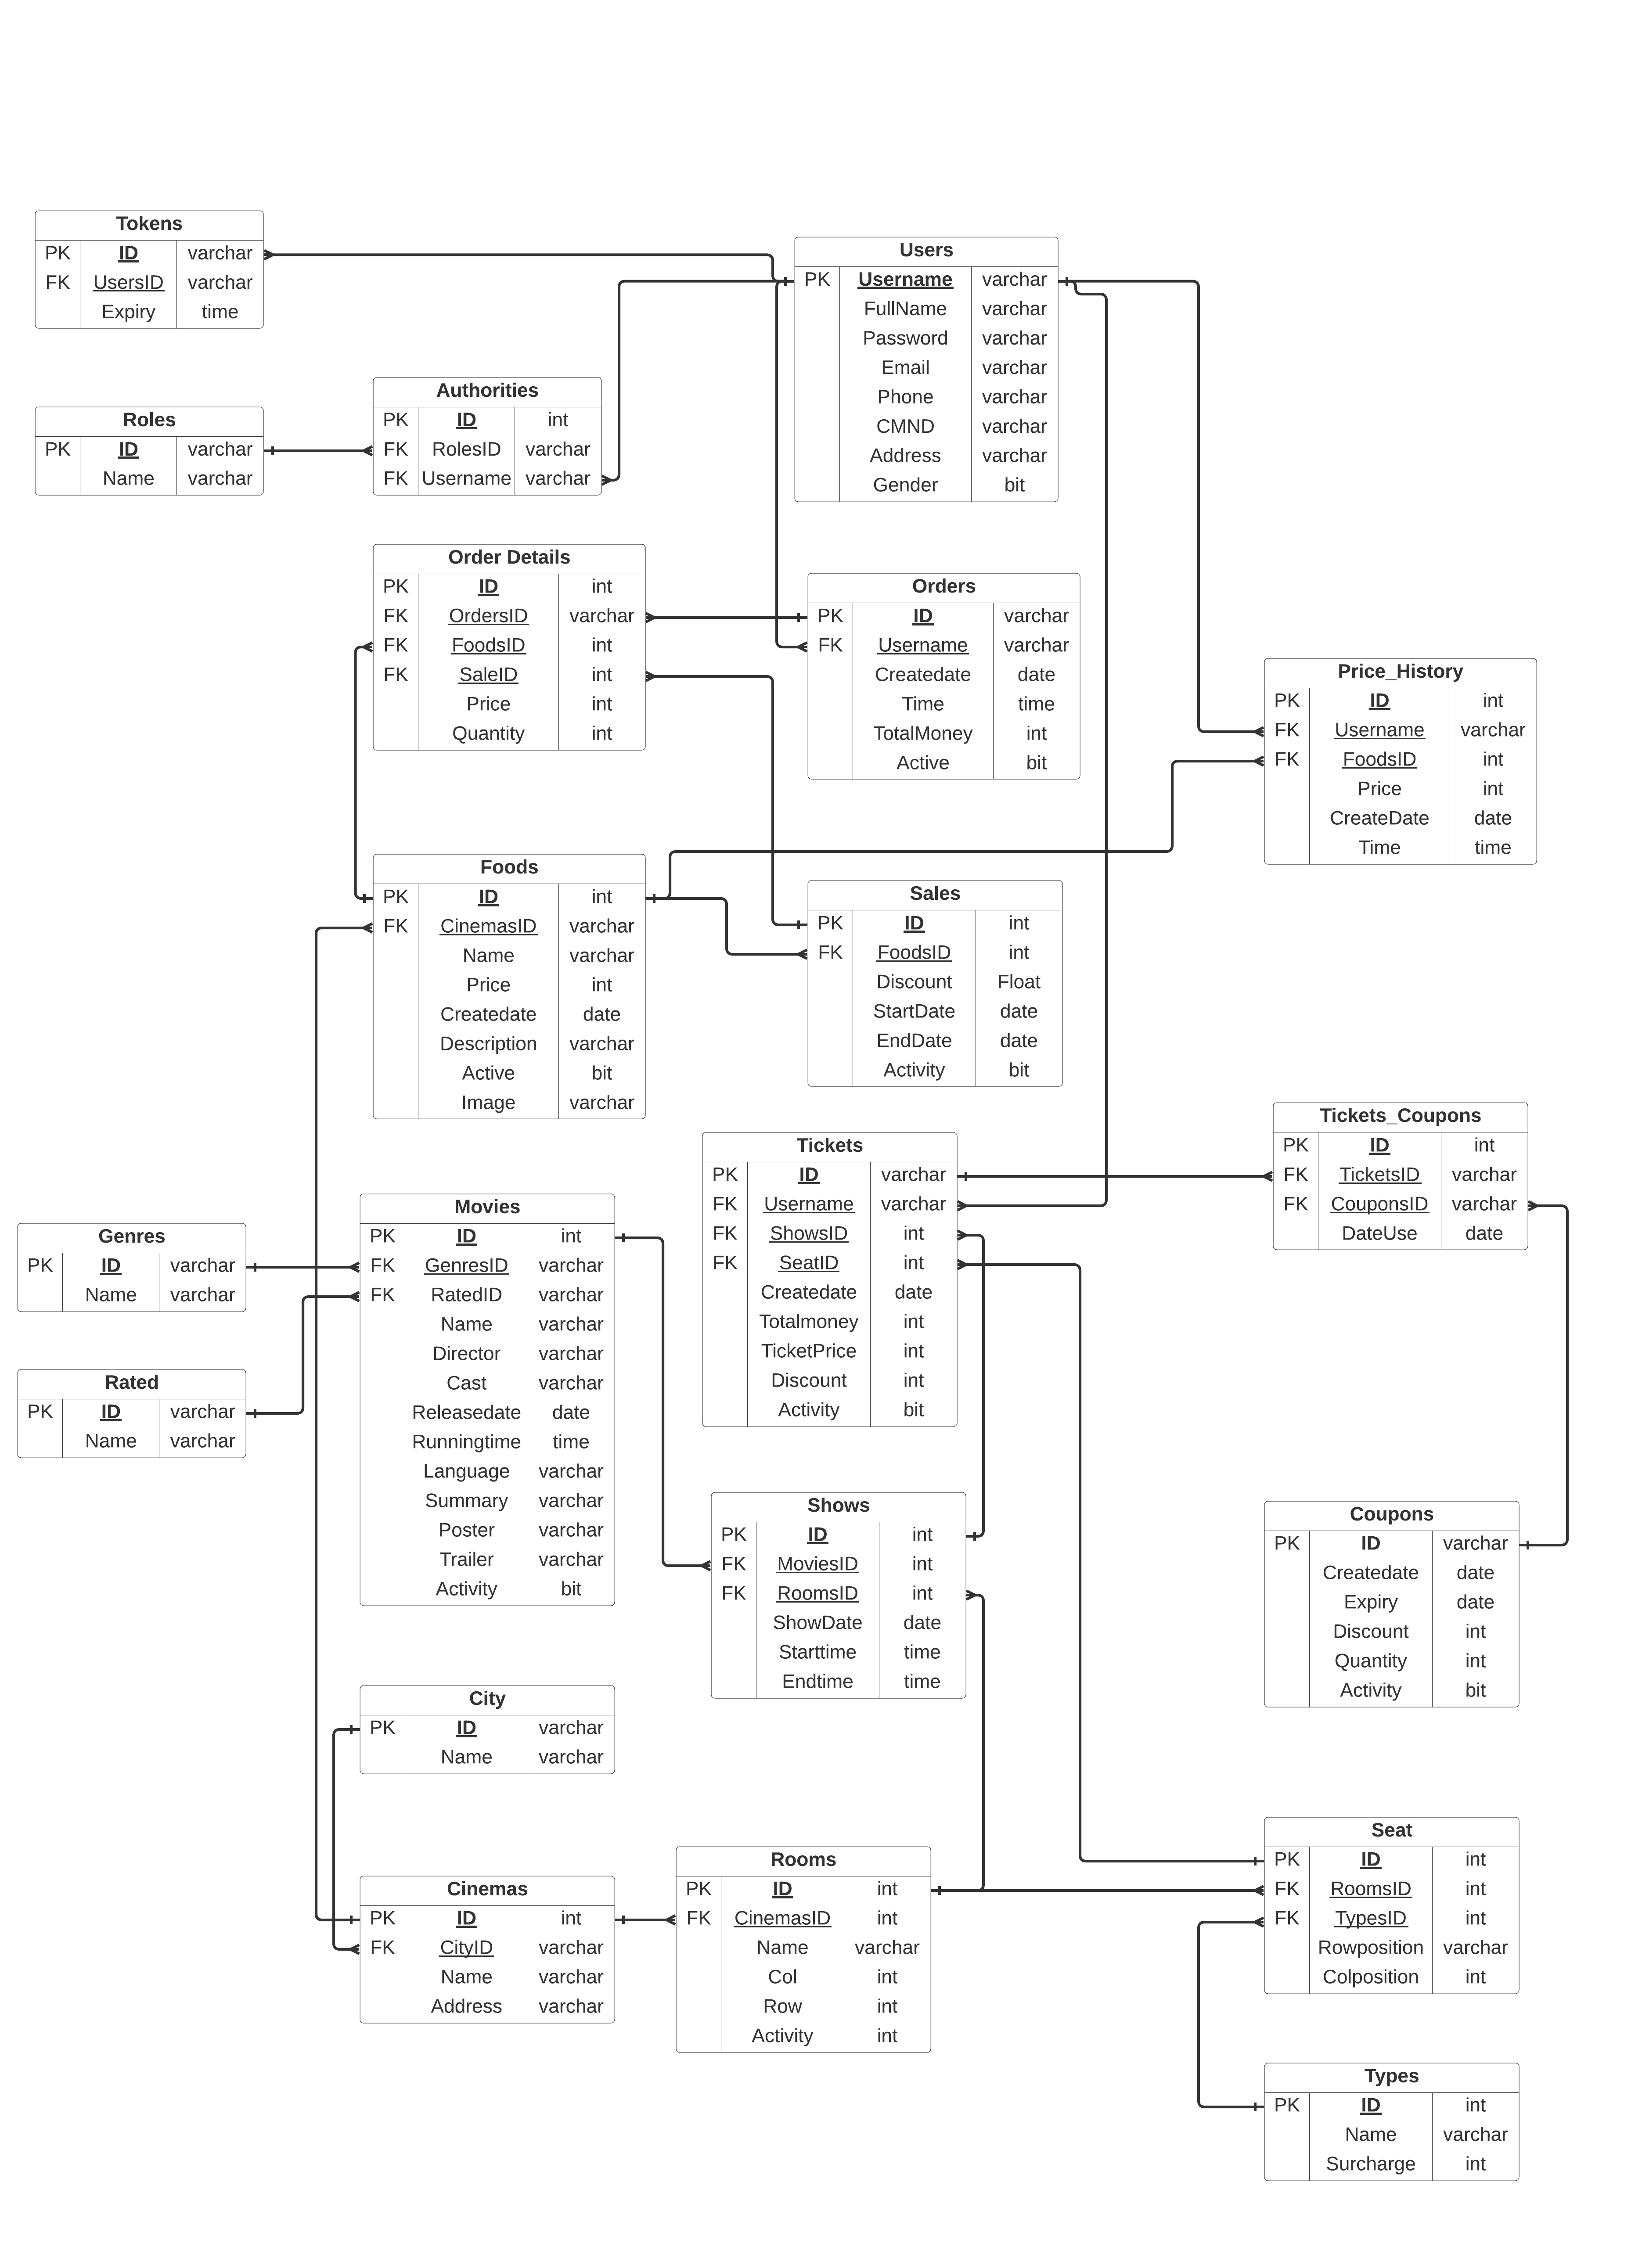 Tokens
PK ID varchar
FK UsersID varchar
Expiry time
Users
PK Username varchar
FullName varchar
Password varchar
Email varchar
Phone varchar
CMND varchar
Address varchar
Gender bit
Roles
PK ID varchar
Name varchar
Authorities
PK ID int
FK RolesID varchar
FK Username varchar
Order Details
PK ID int
FK OrdersID varchar
FK FoodsID int
FK SaleID int
Price int
Quantity int
Orders
PK ID varchar
FK Username varchar
Createdate date
Time time
TotalMoney int
Active bit
Price_History
PK ID int
FK Username varchar
FK FoodsID int
Price int
CreateDate date
Time time
Foods
PK ID int
FK CinemasID varchar
Name varchar
Price int
Createdate date
Description varchar
Active bit
Image varchar
Sales
PK ID int
FK FoodsID int
Discount Float
StartDate date
EndDate date
Activity bit
Tickets
PK ID varchar
FK Username varchar
FK ShowsID int
FK SeatID int
Createdate date
Totalmoney int
TicketPrice int
Discount int
Activity bit
Tickets_Coupons
PK ID int
FK TicketsID varchar
FK CouponsID varchar
DateUse date
Genres
PK ID varchar
Name varchar
Rated
PK ID varchar
Name varchar
Movies
PK ID int
FK GenresID varchar
FK RatedID varchar
Name varchar
Director varchar
Cast varchar
Releasedate date
Runningtime time
Language varchar
Summary varchar
Poster varchar
Trailer varchar
Activity bit
Shows
PK ID int
FK MoviesID int
FK RoomsID int
ShowDate date
Starttime time
Endtime time
Coupons
PK ID varchar
Createdate date
Expiry date
Discount int
Quantity int
Activity bit
City
PK ID varchar
Name varchar
Cinemas
PK ID int
FK CityID varchar
Name varchar
Address varchar
Rooms
PK ID int
FK CinemasID int
Name varchar
Col int
Row int
Activity int
Seat
PK ID int
FK RoomsID int
FK TypesID int
Rowposition varchar
Colposition int
Types
PK ID int
Name varchar
Surcharge int